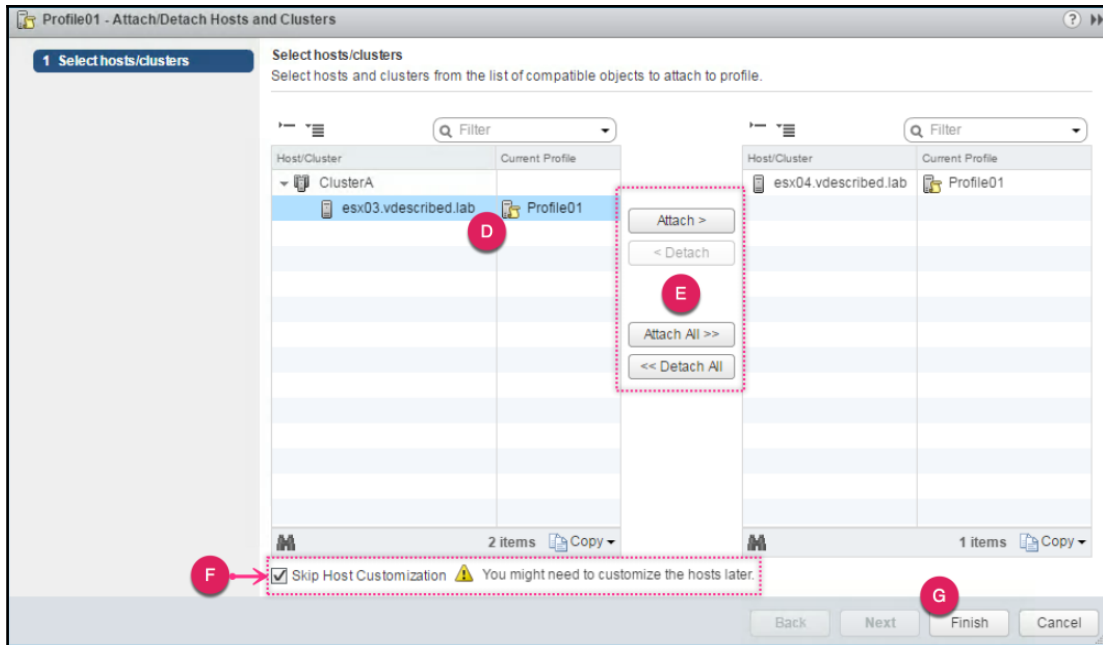 Profile01 - Attach/Detach Hosts and Clusters
?
1 Select hosts/clusters
Select hosts/clusters
Select hosts and clusters from the list of compatible objects to attach to profile.
Filter
Filter
Host/Cluster Current Profile
Host/Cluster Current Profile
ClusterA
esx04.vdescribed.lab Profile01
esx03.vdescribed.lab Profile01
D
Attach >
< Detach
E
Attach All >>
<< Detach All
2 items Copy
1 items Copy
F
Skip Host Customization You might need to customize the hosts later.
G
Back Next Finish Cancel